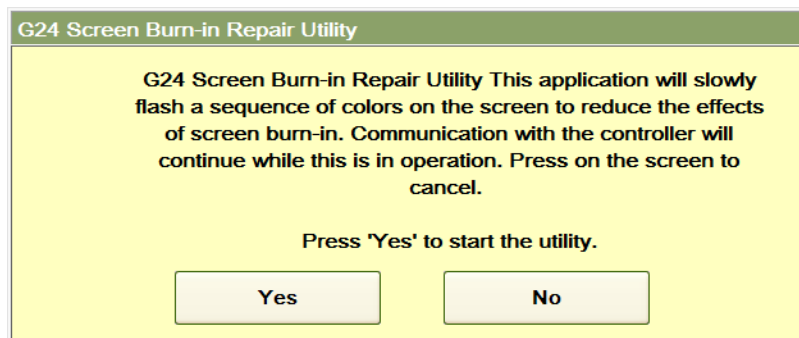 G24 Screen Burn-in Repair Utility
G24 Screen Burn-in Repair Utility This application will slowly
flash a sequence of colors on the screen to reduce the effects
of screen burn-in. Communication with the controller will
continue while this is in operation. Press on the screen to
cancel.
Press 'Yes' to start the utility.
Yes
No